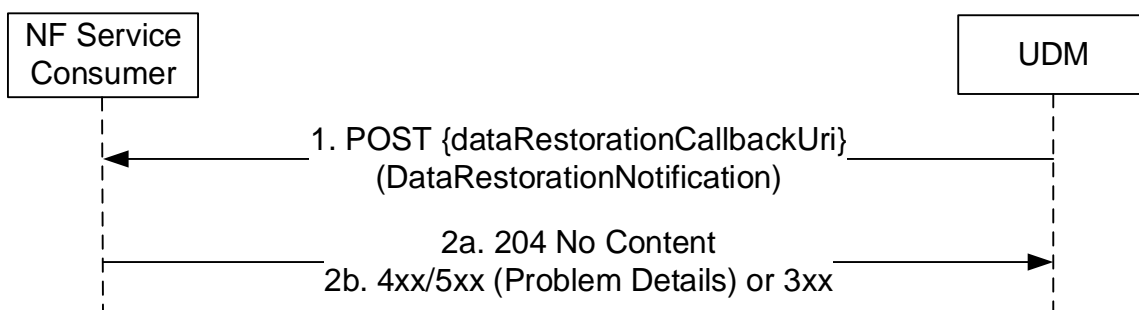 NF Service
Consumer
UDM
1. POST {dataRestorationCallbackUri}
(DataRestorationNotification)
2a. 204 No Content
2b. 4xx/5xx (Problem Details) or 3xx